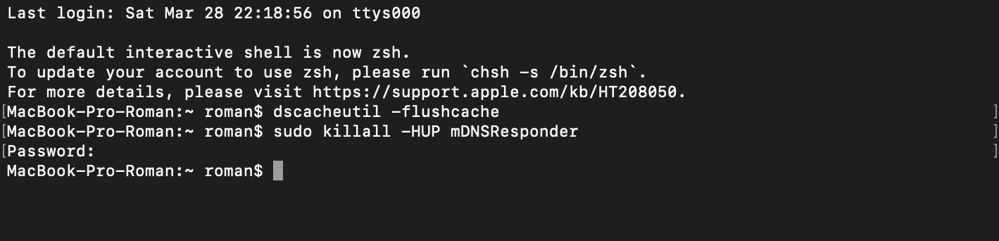 Last login: Sat Mar 28 22:18:56 on ttys000
The default interactive shell is now zsh.
To update your account to use zsh, please run `chsh -s /bin/zsh`.
For more details, please visit https://support.apple.com/kb/HT208050.
[MacBook-Pro-Roman:~ roman$ dscacheutil -flushcache ]
[MacBook-Pro-Roman:~ roman$ sudo killall -HUP mDNSResponder ]
[Password: ]
MacBook-Pro-Roman:~ roman$